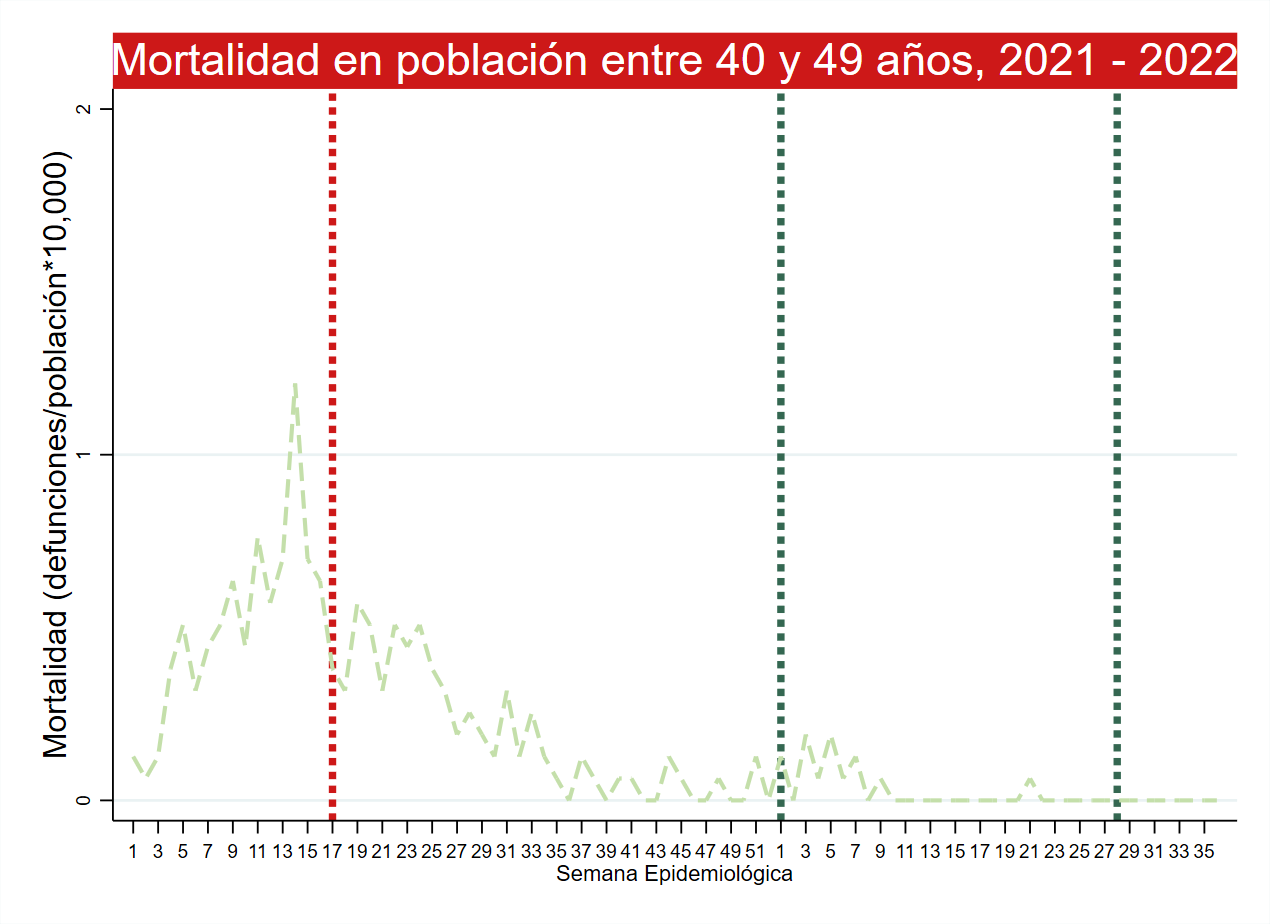 Mortalidad en población entre 40 y 49 años, 2021 - 2022
Mortalidad (defunciones/población*10,000)
2
1
0
1 3 5 7 9 11 13 15 17 19 21 23 25 27 29 31 33 35 37 39 41 43 45 47 49 51 1 3 5 7 9 11 13 15 17 19 21 23 25 27 29 31 33 35
Semana Epidemiológica